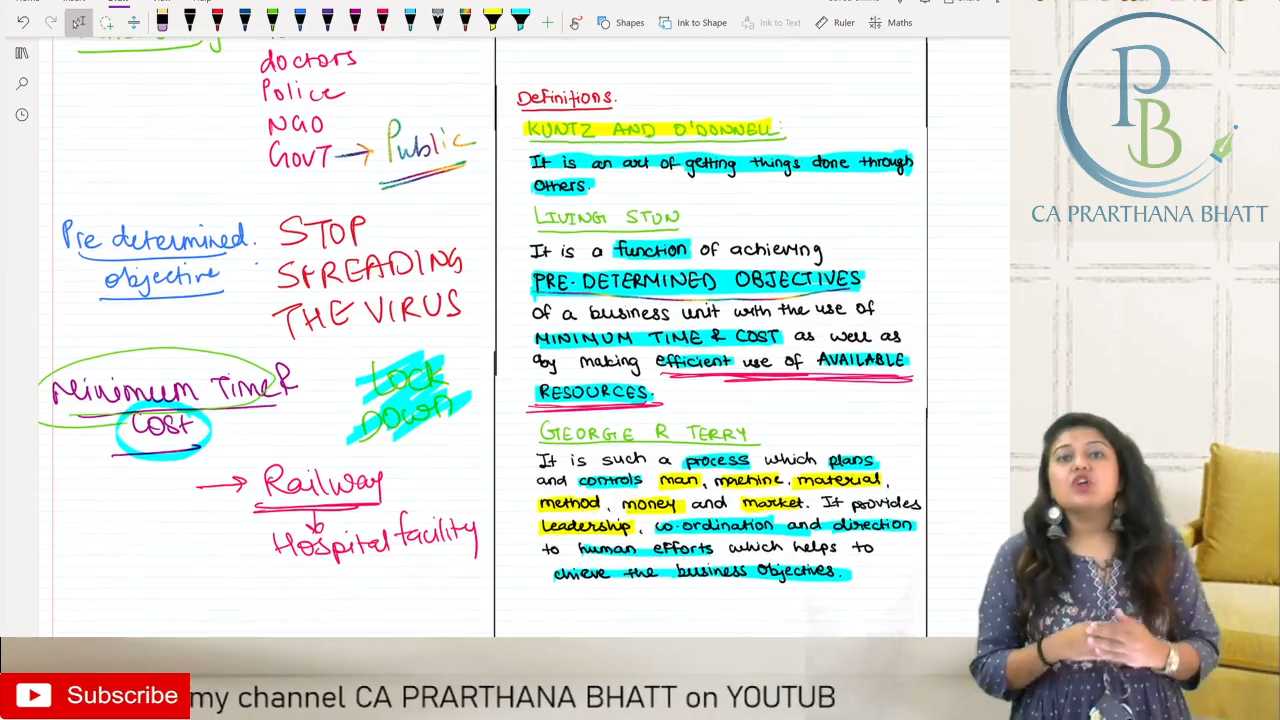 Home
Draw
Shapes
Ink to Shape
Ink to Text
Ruler
Maths
doctors
Police
NGO
GOVT → Public
Pre determined
objective
STOP
SPREADING
THE VIRUS
Minimum Time &
Cost
Lock
Down
→ Railway
Hospital facility
Definitions.
KUNTZ AND O'DONNELL:
It is an art of getting things done through
others.
LIVING STON
It is a function of achieving
PRE-DETERMINED OBJECTIVES
of a business unit with the use of
MINIMUM TIME & COST as well as
by making efficient use of AVAILABLE
RESOURCES.
GEORGE R TERRY
It is such a process which plans
and controls man, machine, material,
method, money and market. It provides
leadership, co-ordination and direction
to human efforts which helps to
chieve the business objectives.
P
B
CA PRARTHANA BHATT
Subscribe
my channel CA PRARTHANA BHATT on YOUTUB